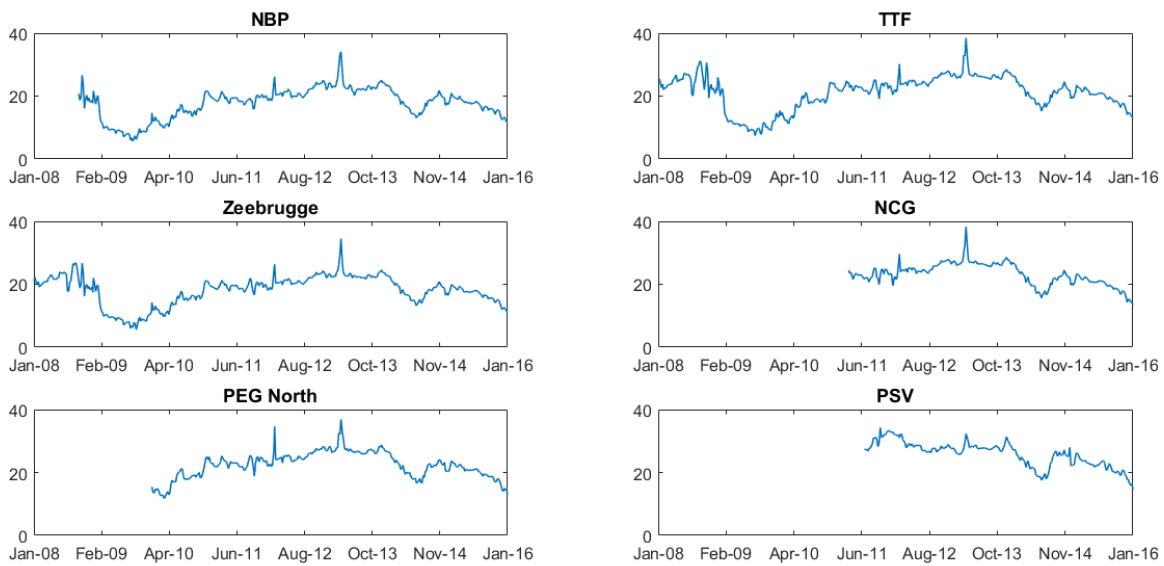 NBP
40
20
0
Jan-08 Feb-09 Apr-10 Jun-11 Aug-12 Oct-13 Nov-14 Jan-16
TTF
40
20
0
Jan-08 Feb-09 Apr-10 Jun-11 Aug-12 Oct-13 Nov-14 Jan-16
Zeebrugge
40
20
0
Jan-08 Feb-09 Apr-10 Jun-11 Aug-12 Oct-13 Nov-14 Jan-16
NCG
40
20
0
Jan-08 Feb-09 Apr-10 Jun-11 Aug-12 Oct-13 Nov-14 Jan-16
PEG North
40
20
0
Jan-08 Feb-09 Apr-10 Jun-11 Aug-12 Oct-13 Nov-14 Jan-16
PSV
40
20
0
Jan-08 Feb-09 Apr-10 Jun-11 Aug-12 Oct-13 Nov-14 Jan-16